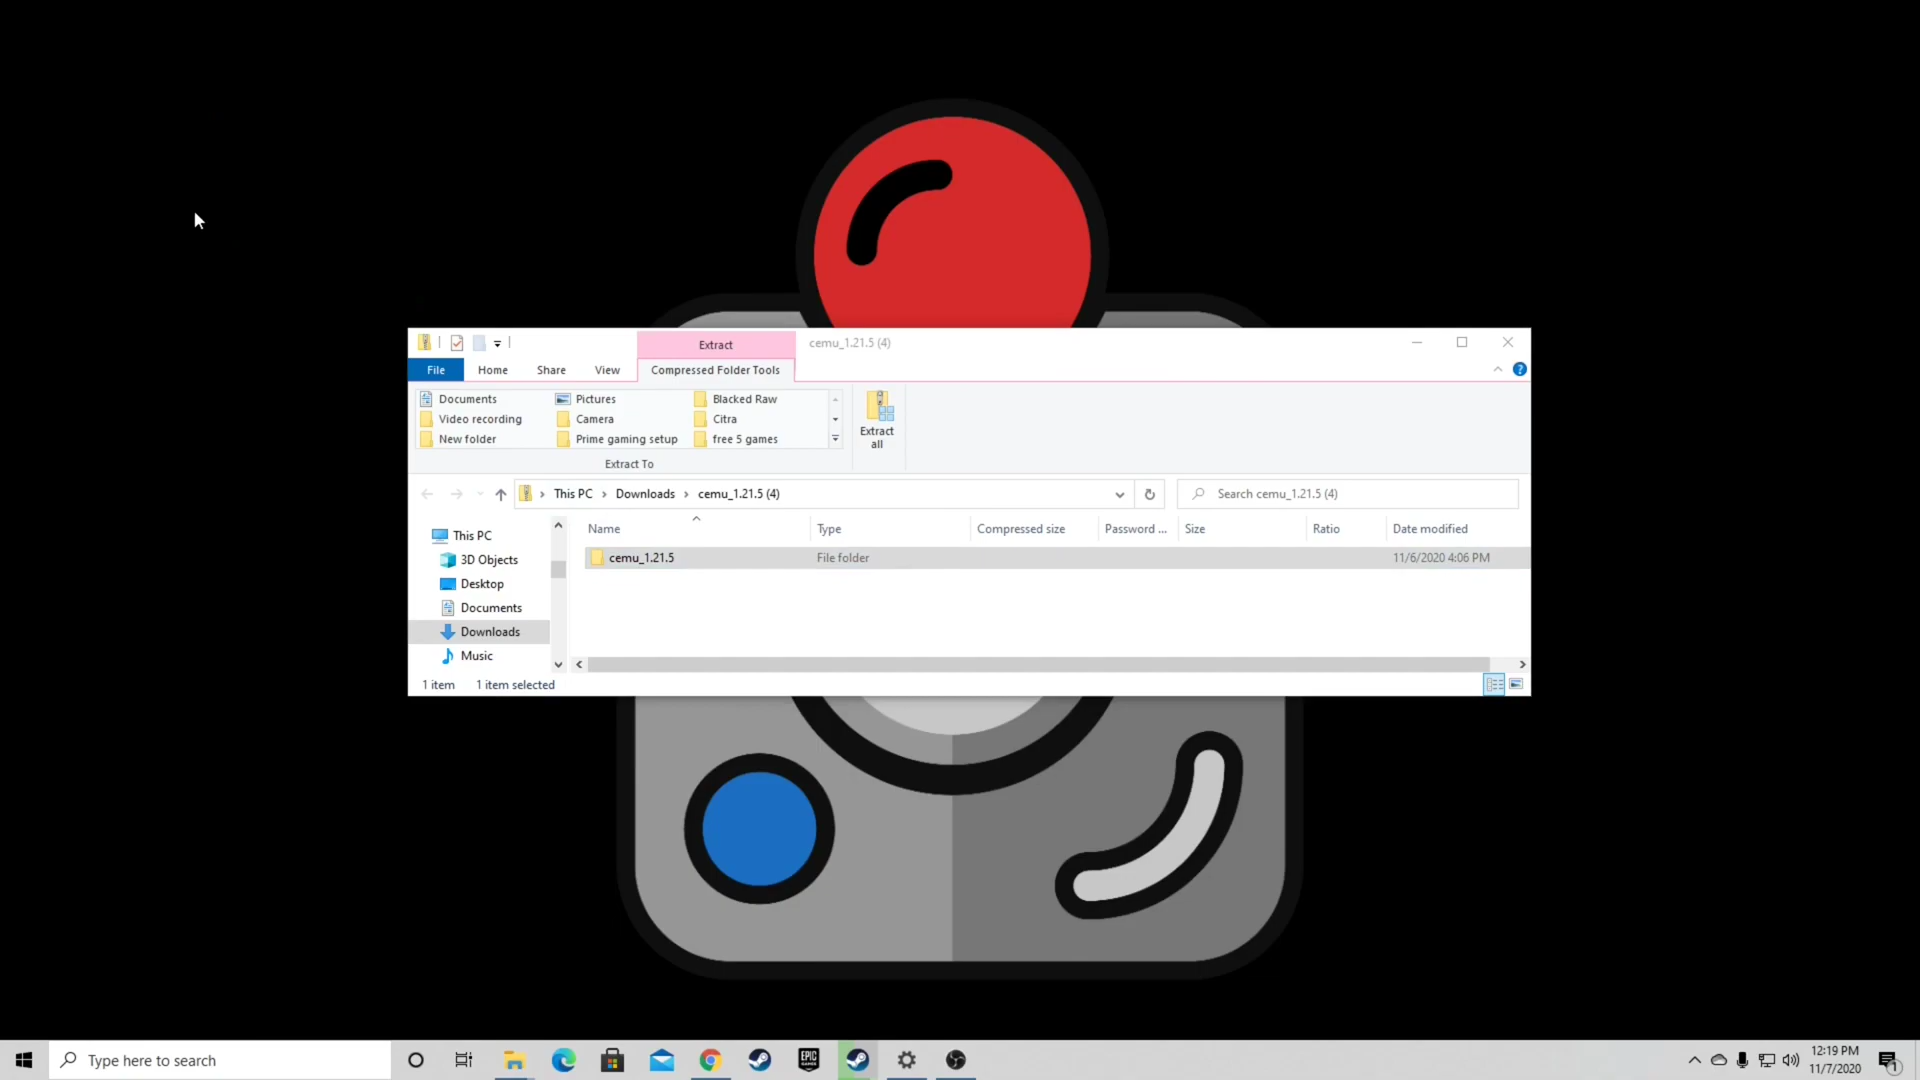 Extract
cemu_1.21.5 (4)
File
Home
Share
View
Compressed Folder Tools
Documents
Pictures
Blacked Raw
Video recording
Camera
Citra
New folder
Prime gaming setup
free 5 games
Extract To
Extract
all
This PC
Downloads
cemu_1.21.5 (4)
Search cemu_1.21.5 (4)
Name
Type
Compressed size
Password ...
Size
Ratio
Date modified
cemu_1.21.5
File folder
11/6/2020 4:06 PM
This PC
3D Objects
Desktop
Documents
Downloads
Music
1 item
1 item selected
Type here to search
EPIC
GAMES
12:19 PM
11/7/2020
1